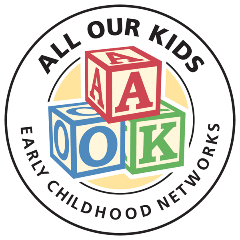 ALL OUR KIDS
A A
O O K
EARLY CHILDHOOD NETWORKS